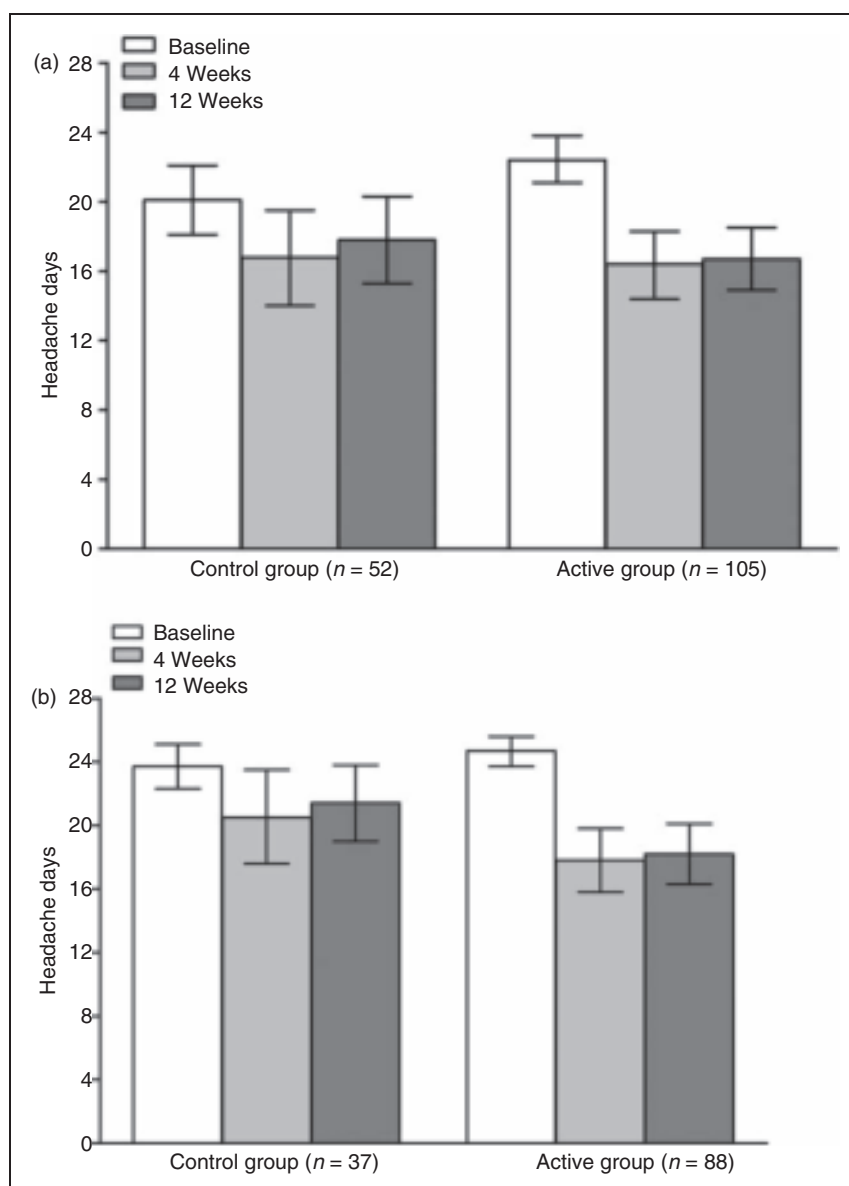 (a)
Baseline
4 Weeks
12 Weeks
28
24
20
16
12
8
4
0
Headache days
Control group (n = 52)
Active group (n = 105)
(b)
Baseline
4 Weeks
12 Weeks
28
24
20
16
12
8
4
0
Headache days
Control group (n = 37)
Active group (n = 88)